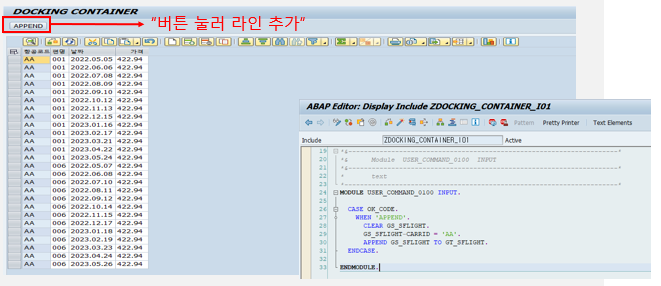 DOCKING CONTAINER
APPEND
"버튼 눌러 라인 추가"
항공코드 편명 날짜 가격
AA 001 2022.05.05 422.94
AA 001 2022.06.06 422.94
AA 001 2022.07.08 422.94
AA 001 2022.08.09 422.94
AA 001 2022.09.10 422.94
AA 001 2022.10.12 422.94
AA 001 2022.11.13 422.94
AA 001 2022.12.15 422.94
AA 001 2023.01.16 422.94
AA 001 2023.02.17 422.94
AA 001 2023.03.21 422.94
AA 001 2023.04.22 422.94
AA 001 2023.05.24 422.94
AA 006 2022.05.07 422.94
AA 006 2022.06.08 422.94
AA 006 2022.07.10 422.94
AA 006 2022.08.11 422.94
AA 006 2022.09.12 422.94
AA 006 2022.10.14 422.94
AA 006 2022.11.15 422.94
AA 006 2022.12.17 422.94
AA 006 2023.01.18 422.94
AA 006 2023.02.19 422.94
AA 006 2023.03.23 422.94
AA 006 2023.04.24 422.94
AA 006 2023.05.26 422.94
ABAP Editor: Display Include ZDOCKING_CONTAINER_I01
Pattern Pretty Printer Text Elements
Include ZDOCKING_CONTAINER_I01 Active
19 *&---------------------------------------------------------------------*
20 *& Module USER_COMMAND_0100 INPUT
21 *&---------------------------------------------------------------------*
22 * text
23 *----------------------------------------------------------------------*
24 MODULE USER_COMMAND_0100 INPUT.
25
26 CASE OK_CODE.
27 WHEN 'APPEND'.
28 CLEAR GS_SFLIGHT.
29 GS_SFLIGHT-CARRID = 'AA'.
30 APPEND GS_SFLIGHT TO GT_SFLIGHT.
31 ENDCASE.
32
33 ENDMODULE.